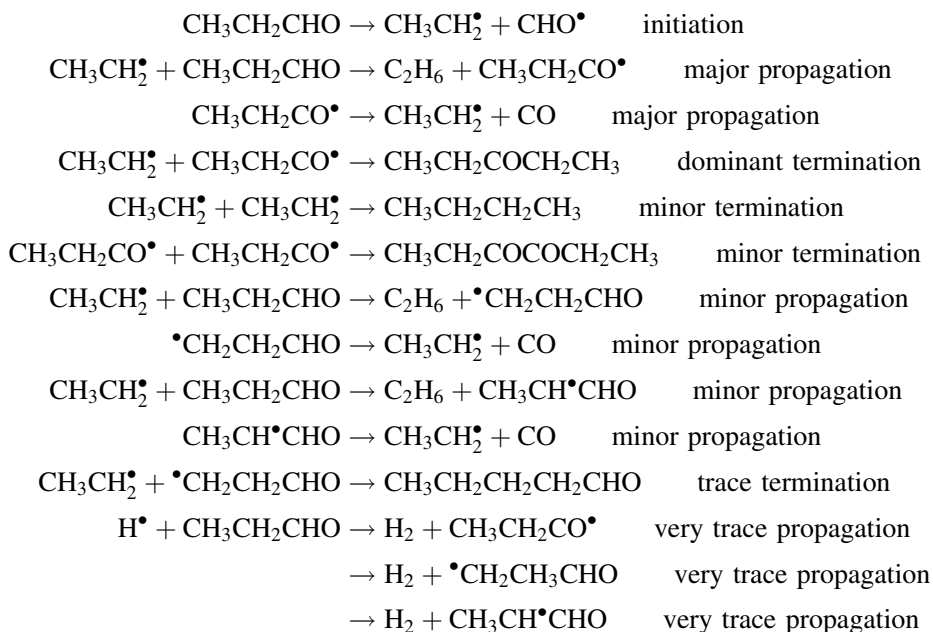 CH₃CH₂CHO → CH₃CH₂• + CHO• initiation
CH₃CH₂• + CH₃CH₂CHO → C₂H₆ + CH₃CH₂CO• major propagation
CH₃CH₂CO• → CH₃CH₂• + CO major propagation
CH₃CH₂• + CH₃CH₂CO• → CH₃CH₂COCH₂CH₃ dominant termination
CH₃CH₂• + CH₃CH₂• → CH₃CH₂CH₂CH₃ minor termination
CH₃CH₂CO• + CH₃CH₂CO• → CH₃CH₂COCOCH₂CH₃ minor termination
CH₃CH₂• + CH₃CH₂CHO → C₂H₆ + •CH₂CH₂CHO minor propagation
•CH₂CH₂CHO → CH₃CH₂• + CO minor propagation
CH₃CH₂• + CH₃CH₂CHO → C₂H₆ + CH₃CH•CHO minor propagation
CH₃CH•CHO → CH₃CH₂• + CO minor propagation
CH₃CH₂• + •CH₂CH₂CHO → CH₃CH₂CH₂CH₂CHO trace termination
H• + CH₃CH₂CHO → H₂ + CH₃CH₂CO• very trace propagation
→ H₂ + •CH₂CH₃CHO very trace propagation
→ H₂ + CH₃CH•CHO very trace propagation